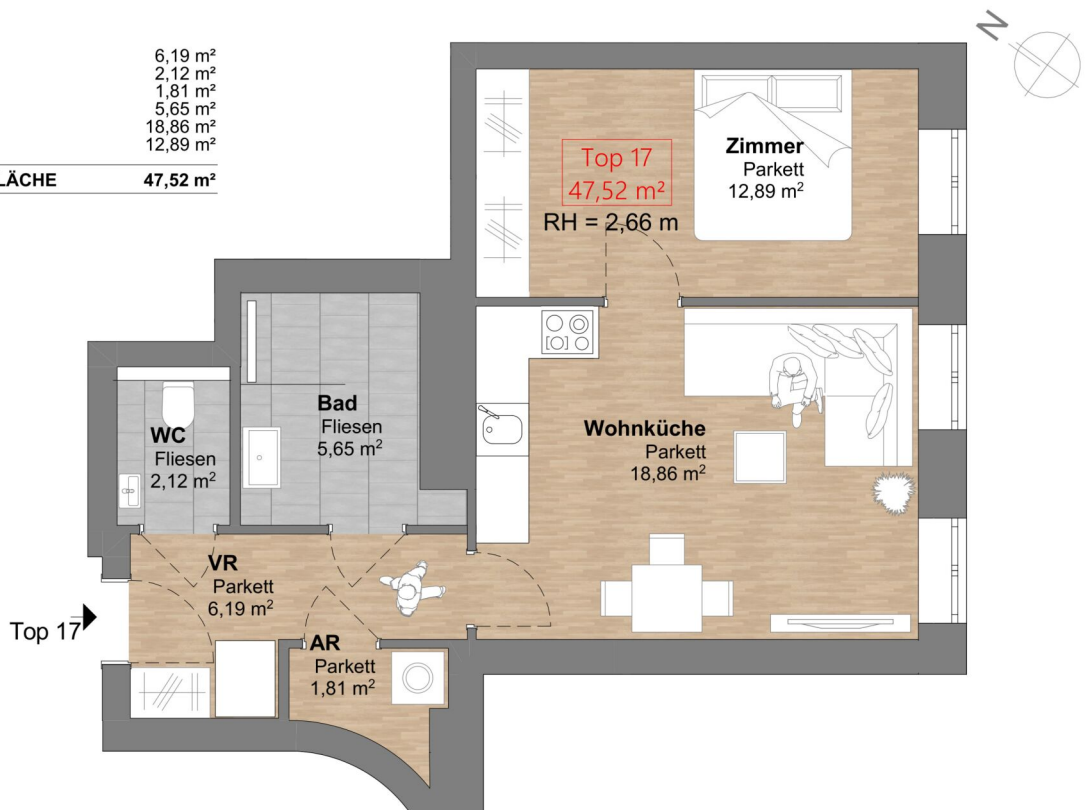 6,19 m²
2,12 m²
1,81 m²
5,65 m²
18,86 m²
12,89 m²
LÄCHE 47,52 m²
N
Top 17
47,52 m²
RH = 2,66 m
Zimmer
Parkett
12,89 m²
Bad
Fliesen
5,65 m²
WC
Fliesen
2,12 m²
Wohnküche
Parkett
18,86 m²
VR
Parkett
6,19 m²
Top 17
AR
Parkett
1,81 m²